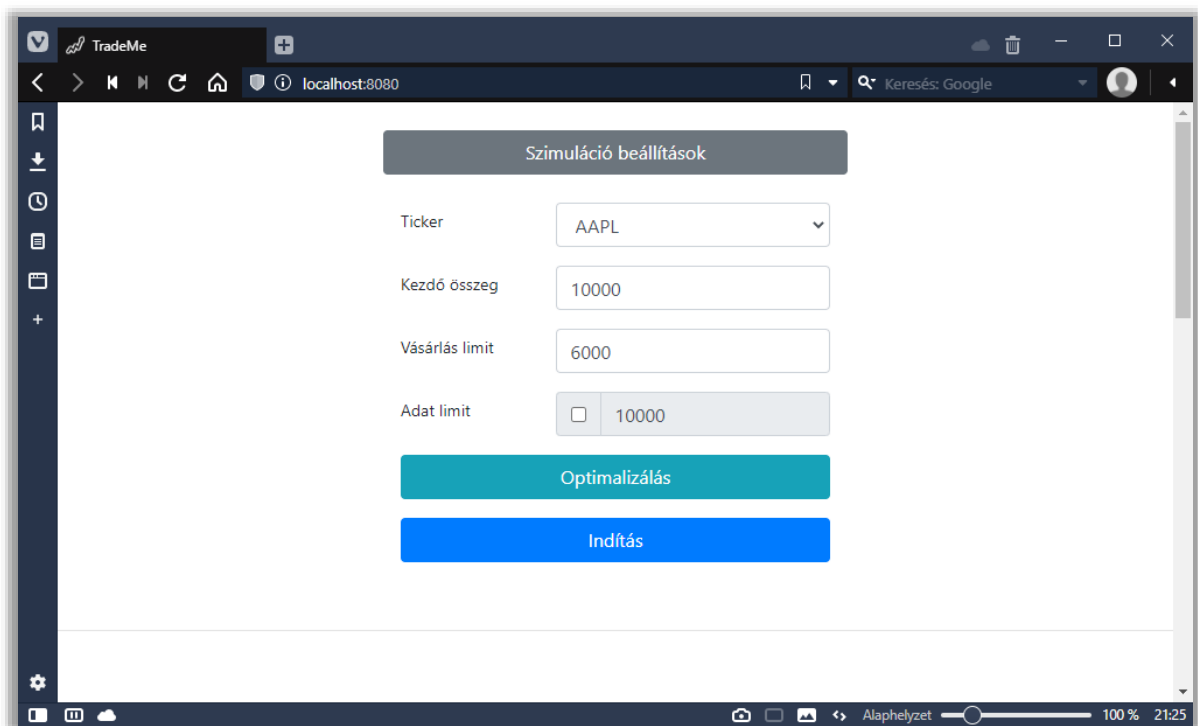 TradeMe
localhost:8080
Keresés: Google
Szimuláció beállítások
Ticker
AAPL
Kezdő összeg
10000
Vásárlás limit
6000
Adat limit
10000
Optimalizálás
Indítás
Alaphelyzet
100 %
21:25